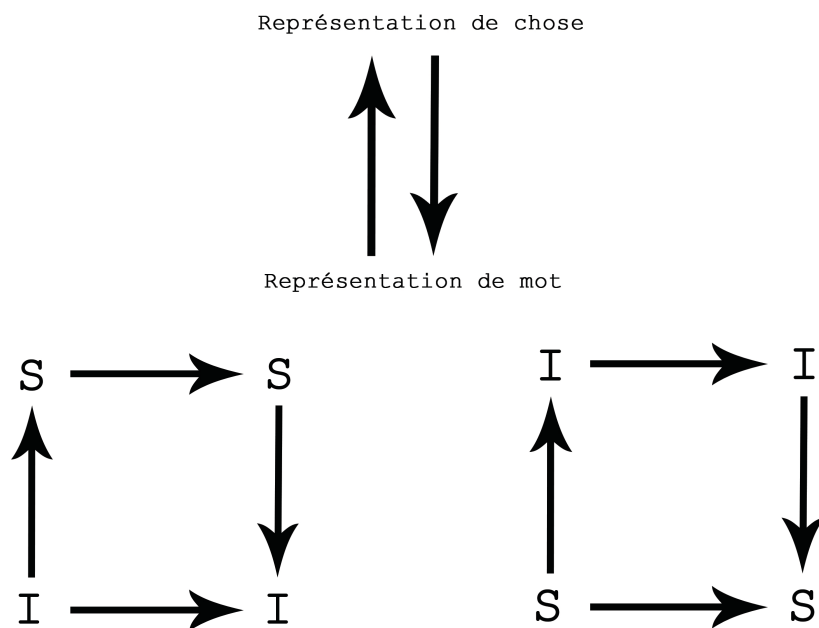 Représentation de chose
Représentation de mot
S S I I
I I S S